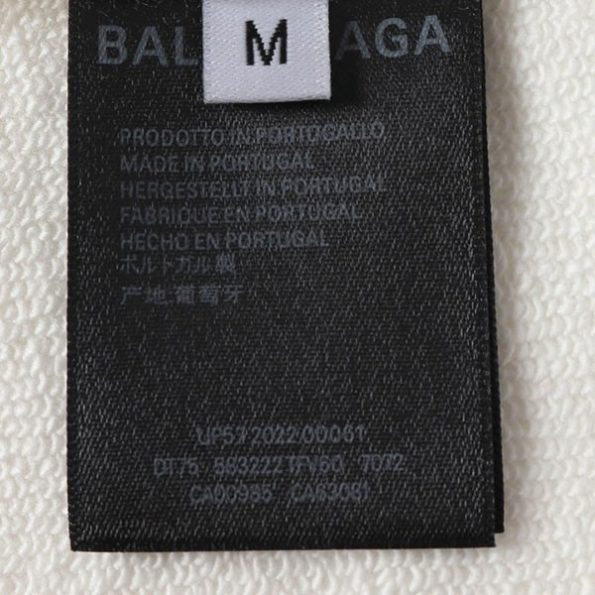 BAL AGA
M
PRODOTTO IN PORTOGALLO
MADE IN PORTUGAL
HERGESTELLT IN PORTUGAL
FABRIQUE EN PORTUGAL
HECHO EN PORTUGAL
ポルトガル製
产地:葡萄牙
UP57 2022 00061
DT75 583222 TFV60 7072
CA00985 CA63081